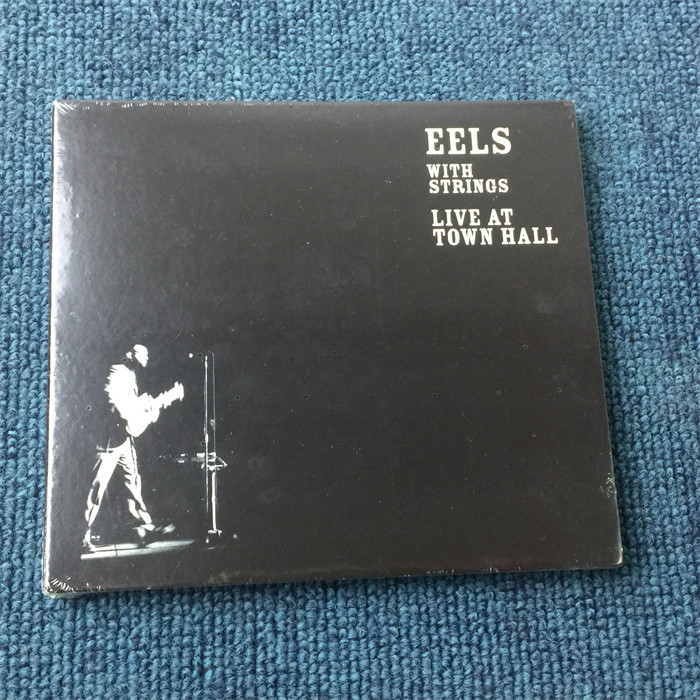 EELS
WITH
STRINGS
LIVE AT
TOWN HALL